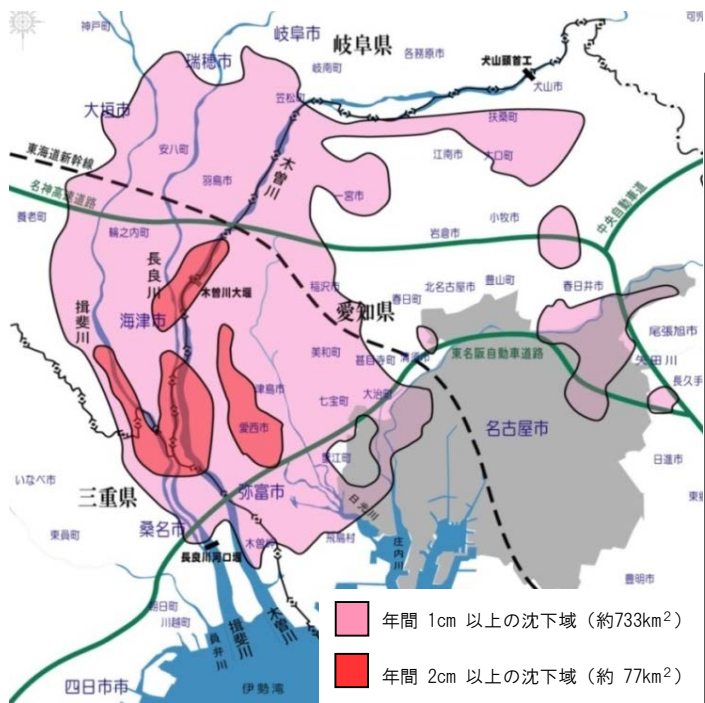 神戸町
岐阜市
可児
瑞穂市
岐阜県
各務原市
岐南町
犬山頭首工
犬山市
大垣市
笠松町
扶桑町
安八町
木曽川
江南市
大口町
東海道新幹線
羽島市
一宮市
名神高速道路
中央自動車道
養老町
輪之内町
小牧市
岩倉市
長良川
木曽川大堰
稲沢市
北名古屋市
豊山町
春日井市
春日町
愛知県
揖斐川
海津市
尾張旭市
美和町
甚目寺町
清須市
東名阪自動車道路
矢田川
津島市
大治町
長久手
七宝町
愛西市
名古屋市
蟹江町
日進市
いなべ市
三重県
弥富市
日光川
東員町
桑名市
木曽岬
飛島村
庄内川
長良川河口堰
豊明市
朝日町
川越町
員弁川
揖斐川
木曽川
四日市市
伊勢湾
年間 1cm 以上の沈下域（約733km²）
年間 2cm 以上の沈下域（約 77km²）